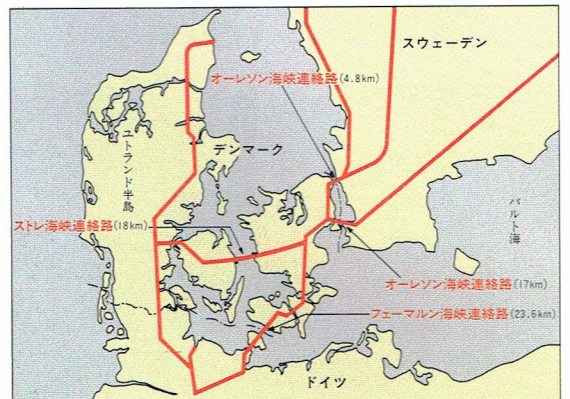 スウェーデン
オーレソン海峡連絡路(4.8km)
デンマーク
ユトランド半島
バルト海
ストレ海峡連絡路(18km)
オーレソン海峡連絡路(17km)
フェーマルン海峡連絡路(23.6km)
ドイツ